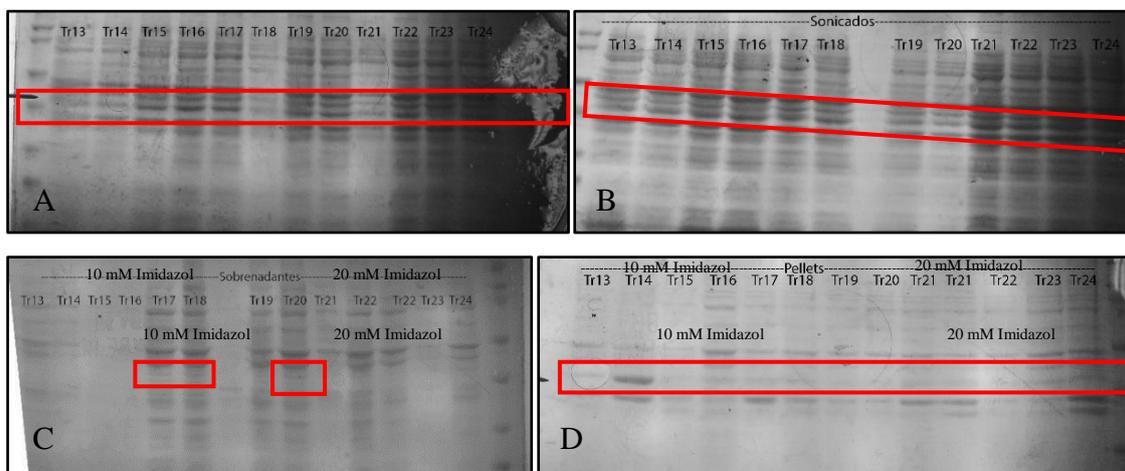 Tr13 Tr14 Tr15 Tr16 Tr17 Tr18 Tr19 Tr20 Tr21 Tr22 Tr23 Tr24
A
Sonicados
Tr13 Tr14 Tr15 Tr16 Tr17 Tr18 Tr19 Tr20 Tr21 Tr22 Tr23 Tr24
B
10 mM Imidazol Sobrenadantes 20 mM Imidazol
Tr13 Tr14 Tr15 Tr16 Tr17 Tr18 Tr19 Tr20 Tr21 Tr22 Tr22 Tr23 Tr24
10 mM Imidazol 20 mM Imidazol
C
10 mM Imidazol Pellets 20 mM Imidazol
Tr13 Tr14 Tr15 Tr16 Tr17 Tr18 Tr19 Tr20 Tr21 Tr21 Tr22 Tr23 Tr24
10 mM Imidazol 20 mM Imidazol
D